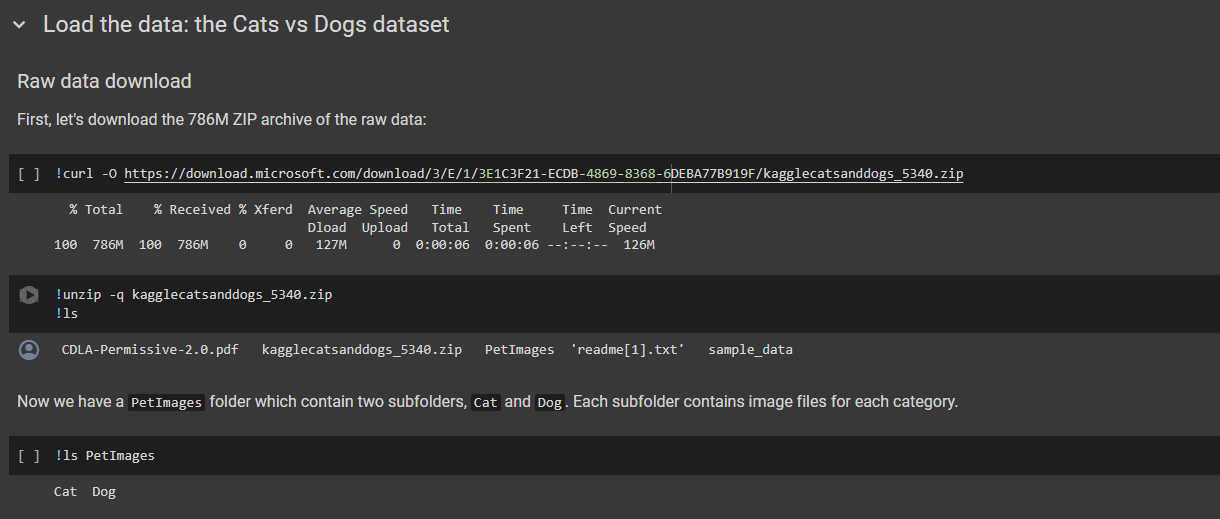 Load the data: the Cats vs Dogs dataset
Raw data download
First, let's download the 786M ZIP archive of the raw data:
[ ] !curl -O https://download.microsoft.com/download/3/E/1/3E1C3F21-ECDB-4869-8368-6DEBA77B919F/kagglecatsanddogs_5340.zip
% Total % Received % Xferd Average Speed Time Time Time Current
Dload Upload Total Spent Left Speed
100 786M 100 786M 0 0 127M 0 0:00:06 0:00:06 --:--:-- 126M
!unzip -q kagglecatsanddogs_5340.zip
!ls
CDLA-Permissive-2.0.pdf kagglecatsanddogs_5340.zip PetImages 'readme[1].txt' sample_data
Now we have a PetImages folder which contain two subfolders, Cat and Dog. Each subfolder contains image files for each category.
[ ] !ls PetImages
Cat Dog